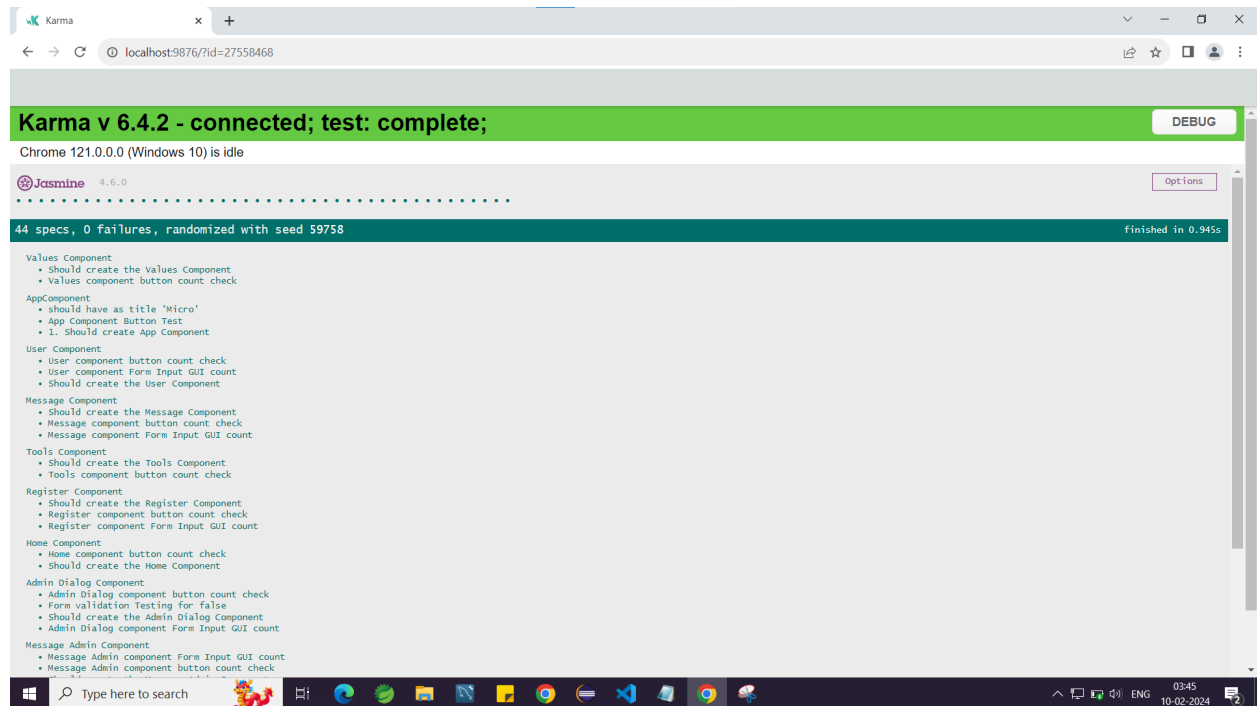 Karma
localhost:9876/?id=27558468
Karma v 6.4.2 - connected; test: complete;
DEBUG
Chrome 121.0.0.0 (Windows 10) is idle
Jasmine 4.6.0
Options
44 specs, 0 failures, randomized with seed 59758
finished in 0.945s
Values Component
• Should create the Values Component
• Values component button count check
AppComponent
• should have as title 'Micro'
• App Component Button Test
• 1. Should create App Component
User Component
• User component button count check
• User component Form Input GUI count
• Should create the User Component
Message Component
• Should create the Message Component
• Message component button count check
• Message component Form Input GUI count
Tools Component
• Should create the Tools Component
• Tools component button count check
Register Component
• Should create the Register Component
• Register component button count check
• Register component Form Input GUI count
Home Component
• Home component button count check
• Should create the Home Component
Admin Dialog Component
• Admin Dialog component button count check
• Form validation Testing for false
• Should create the Admin Dialog Component
• Admin Dialog component Form Input GUI count
Message Admin Component
• Message Admin component Form Input GUI count
• Message Admin component button count check
Type here to search
ENG
03:45
10-02-2024
2